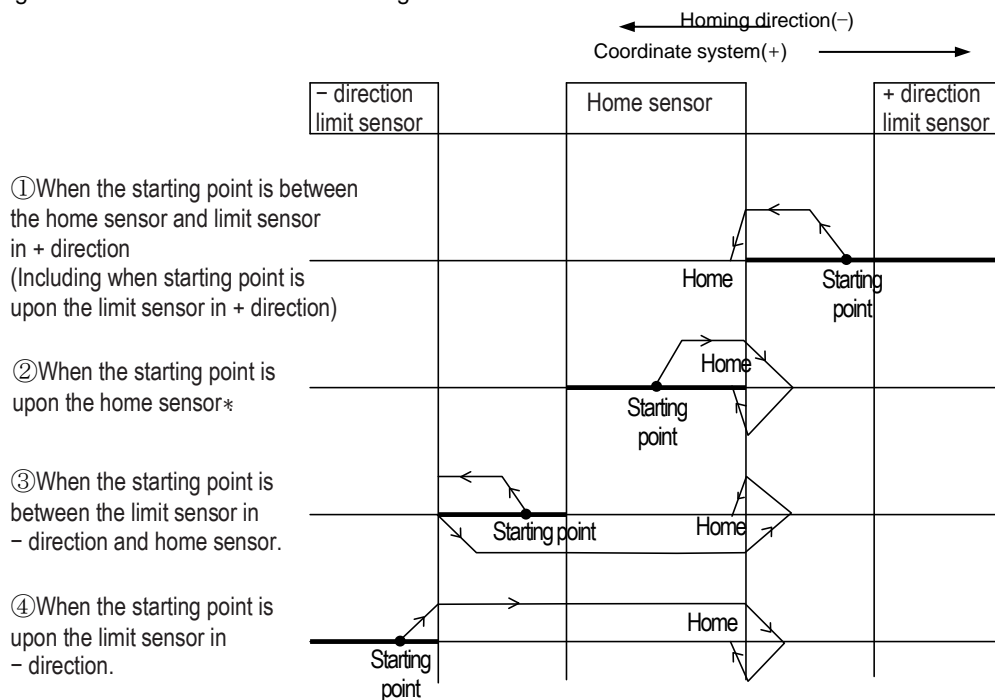 Homing direction(−)
Coordinate system(+)
− direction
limit sensor
Home sensor
+ direction
limit sensor
①When the starting point is between
the home sensor and limit sensor
in + direction
(Including when starting point is
upon the limit sensor in + direction)
Home
Starting
point
②When the starting point is
upon the home sensor*
Home
Starting
point
③When the starting point is
between the limit sensor in
− direction and home sensor.
Starting point
Home
④When the starting point is
upon the limit sensor in
− direction.
Home
Starting
point